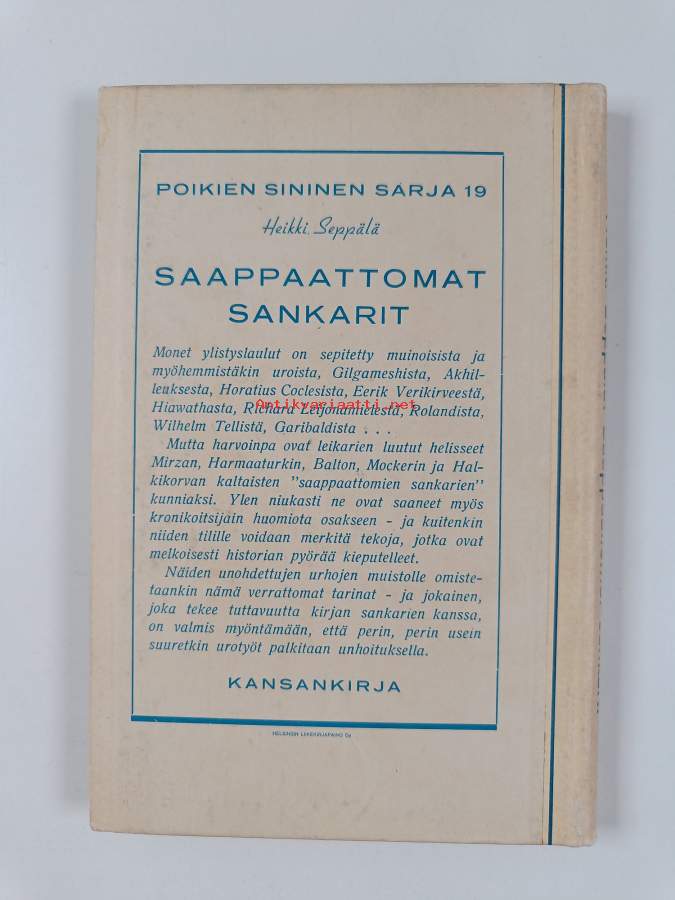 POIKIEN SININEN SARJA 19
Heikki Seppälä
SAAPPAATTOMAT
SANKARIT
Monet ylistyslaulut on sepitetty muinoisista ja
myöhemmistäkin uroista, Gilgameshista, Akhil-
leuksesta, Horatius Coclesista, Eerik Verikirveestä,
Antikvariaatti.net
Hiawathasta, Richard Leijonamielestä, Rolandista,
Wilhelm Tellistä, Garibaldista . . .
Mutta harvoinpa ovat leikarien luutut helisseet
Mirzan, Harmaaturkin, Balton, Mockerin ja Hal-
kikorvan kaltaisten "saappaattomien sankarien"
kunniaksi. Ylen niukasti ne ovat saaneet myös
kronikoitsijain huomiota osakseen - ja kuitenkin
niiden tilille voidaan merkitä tekoja, jotka ovat
melkoisesti historian pyörää kieputelleet.
Näiden unohdettujen urhojen muistolle omiste-
taankin nämä verrattomat tarinat - ja jokainen,
joka tekee tuttavuutta kirjan sankarien kanssa,
on valmis myöntämään, että perin, perin usein
suuretkin urotyöt palkitaan unhoituksella.
KANSANKIRJA
HELSINGIN LIIKEKIRJAPAINO Oy